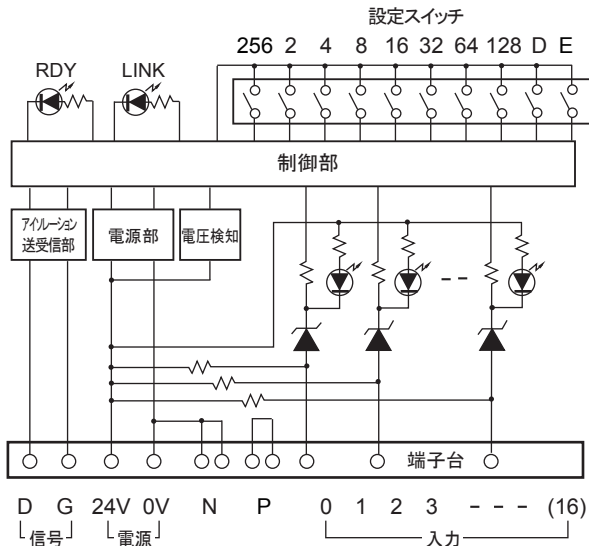 設定スイッチ
256 2 4 8 16 32 64 128 D E
RDY LINK
制御部
アイソレーション
送受信部
電源部
電圧検知
端子台
D G 24V 0V N P 0 1 2 3 - - - (16)
信号 電源 入力